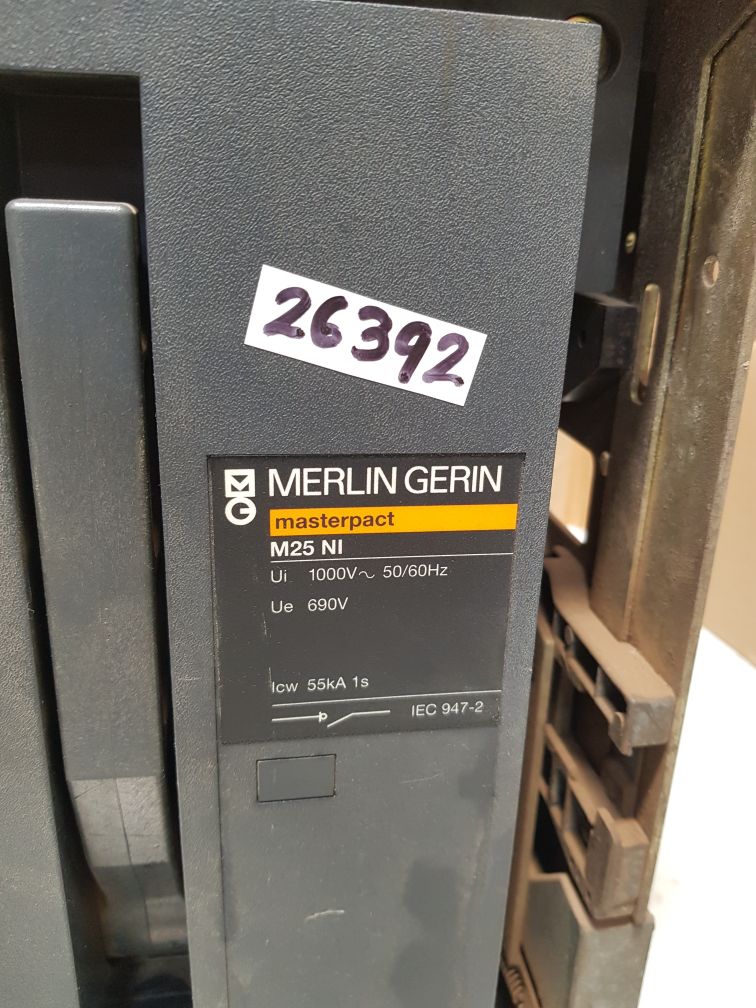 26392
MERLIN GERIN
masterpact
M25 NI
Ui 1000V~ 50/60Hz
Ue 690V
Icw 55kA 1s
IEC 947-2